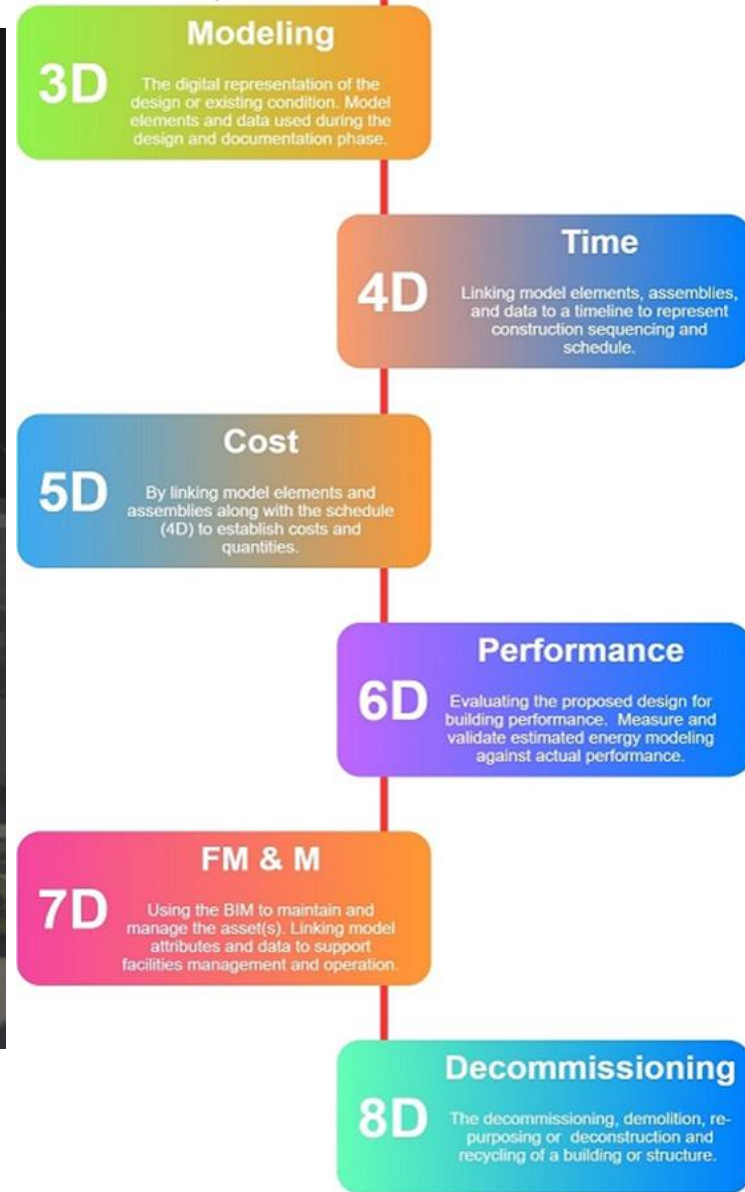 Modeling
3D
The digital representation of the
design or existing condition. Model
elements and data used during the
design and documentation phase.
Time
4D
Linking model elements, assemblies,
and data to a timeline to represent
construction sequencing and
schedule.
Cost
5D
By linking model elements and
assemblies along with the schedule
(4D) to establish costs and
quantities.
Performance
6D
Evaluating the proposed design for
building performance. Measure and
validate estimated energy modeling
against actual performance.
FM & M
7D
Using the BIM to maintain and
manage the asset(s). Linking model
attributes and data to support
facilities management and operation.
Decommissioning
8D
The decommissioning, demolition, re-
purposing or deconstruction and
recycling of a building or structure.